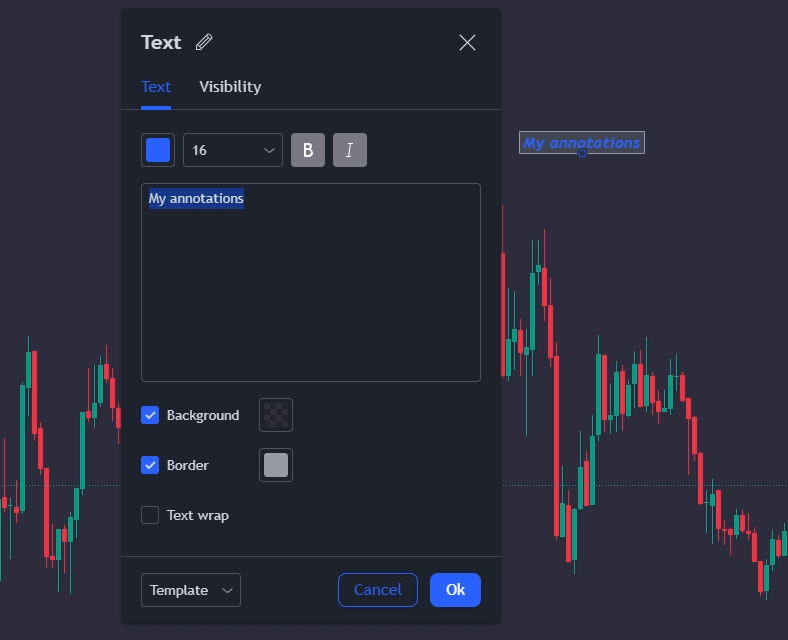 Text
Text Visibility
16 B I
My annotations
My annotations
Background
Border
Text wrap
Template Cancel Ok